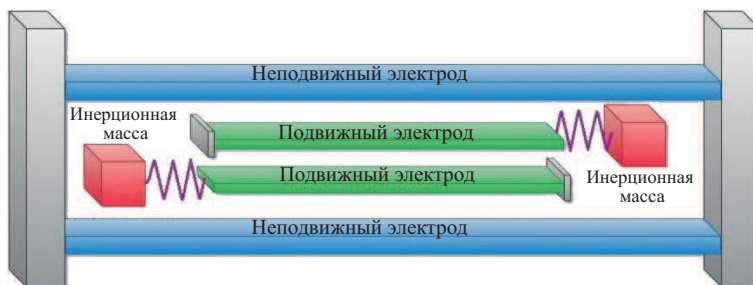 Неподвижный электрод
Инерционная
масса
Подвижный электрод
Подвижный электрод
Инерционная
масса
Неподвижный электрод